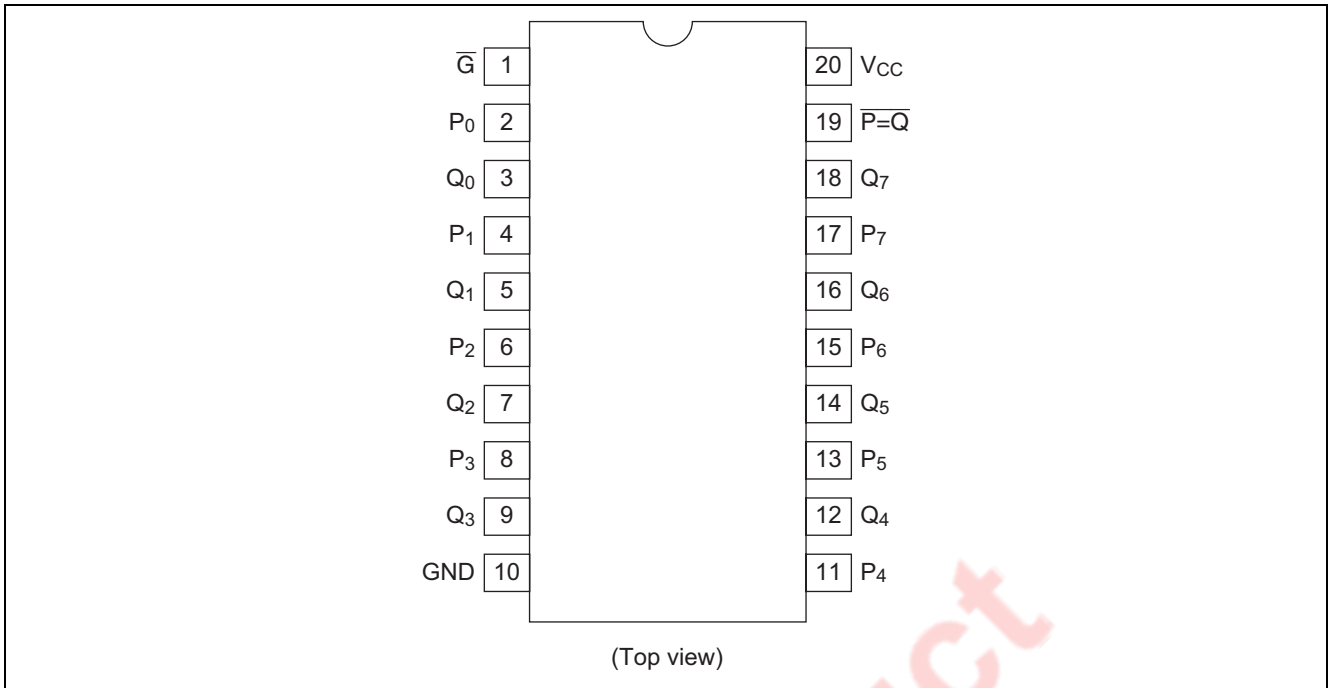 G̅ 1 20 VCC
P0 2 19 P̅=̅Q̅
Q0 3 18 Q7
P1 4 17 P7
Q1 5 16 Q6
P2 6 15 P6
Q2 7 14 Q5
P3 8 13 P5
Q3 9 12 Q4
GND 10 11 P4
(Top view)